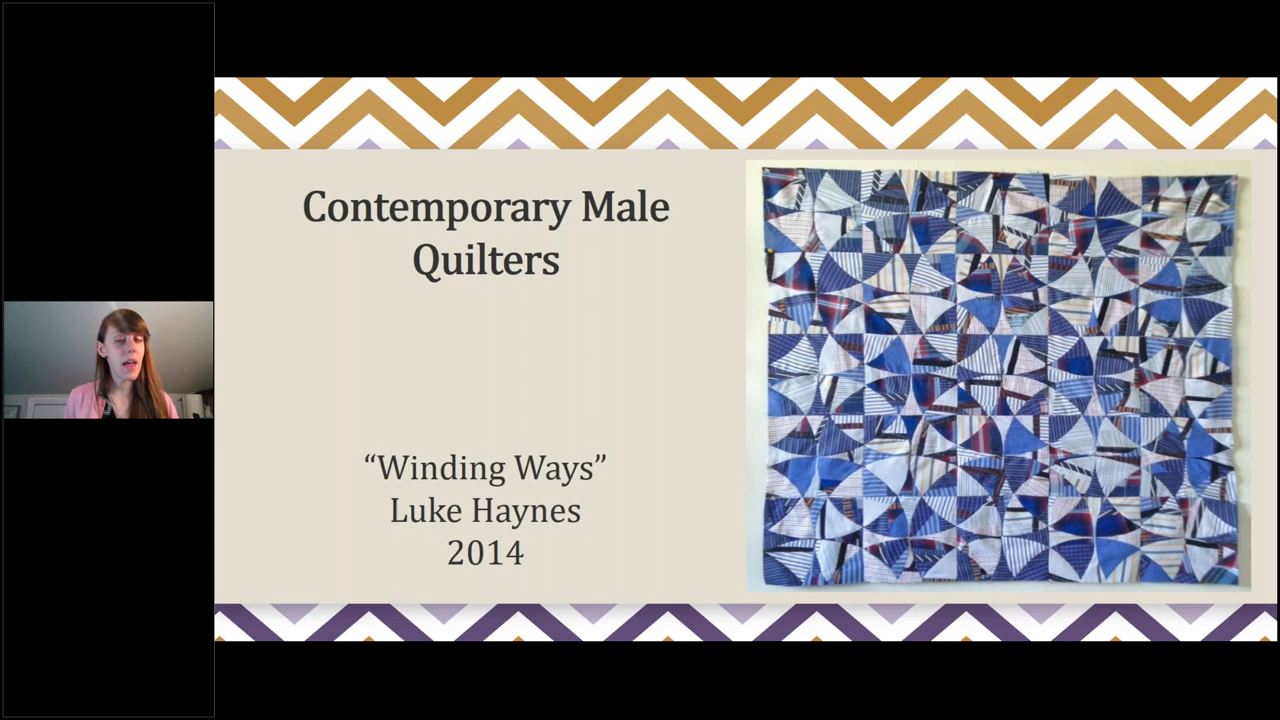 Contemporary Male
Quilters
“Winding Ways”
Luke Haynes
2014